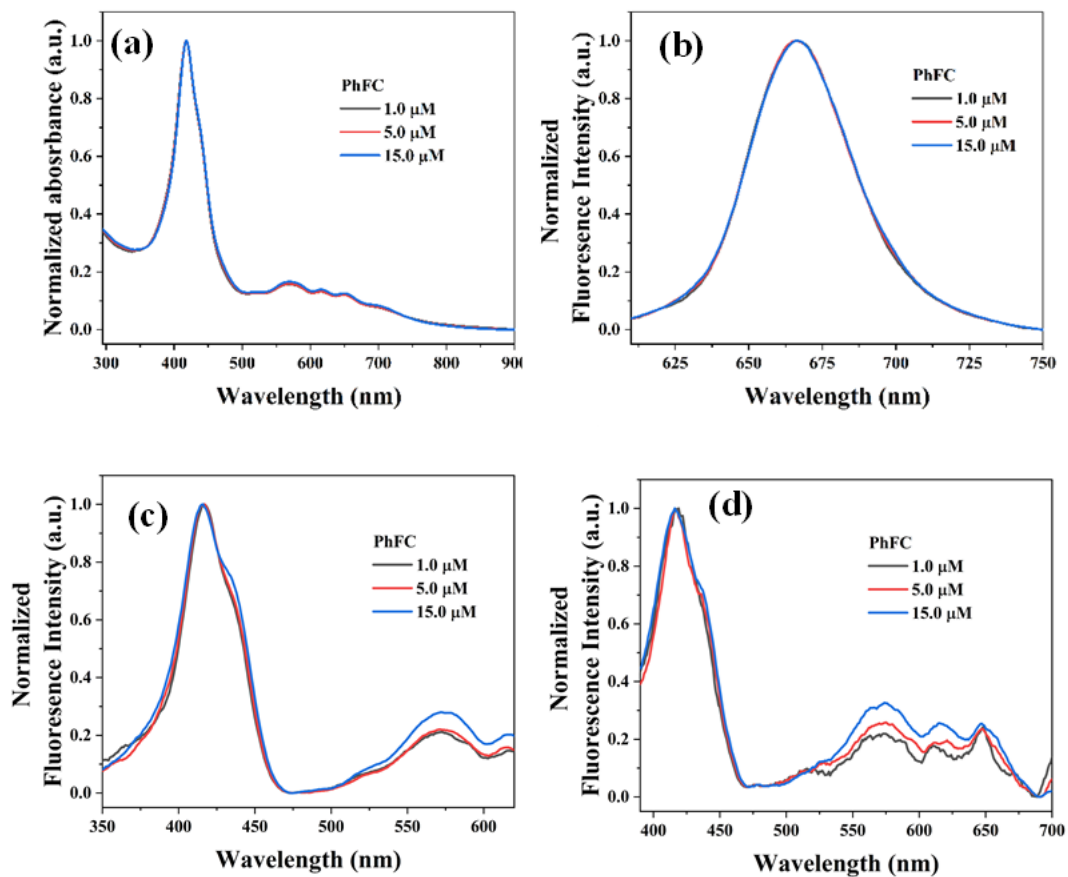 (a)
Normalized abosrbance (a.u.)
1.0
0.8
0.6
0.4
0.2
0.0
PhFC
1.0 μM
5.0 μM
15.0 μM
300
400
500
600
700
800
900
Wavelength (nm)
(b)
Normalized
Fluoresence Intensity (a.u.)
1.0
0.8
0.6
0.4
0.2
0.0
PhFC
1.0 μM
5.0 μM
15.0 μM
625
650
675
700
725
750
Wavelength (nm)
(c)
Normalized
Fluoresence Intensity (a.u.)
1.0
0.8
0.6
0.4
0.2
0.0
PhFC
1.0 μM
5.0 μM
15.0 μM
350
400
450
500
550
600
Wavelength (nm)
(d)
Normalized
Fluorescence Intensity (a.u.)
1.0
0.8
0.6
0.4
0.2
0.0
PhFC
1.0 μM
5.0 μM
15.0 μM
400
450
500
550
600
650
700
Wavelength (nm)